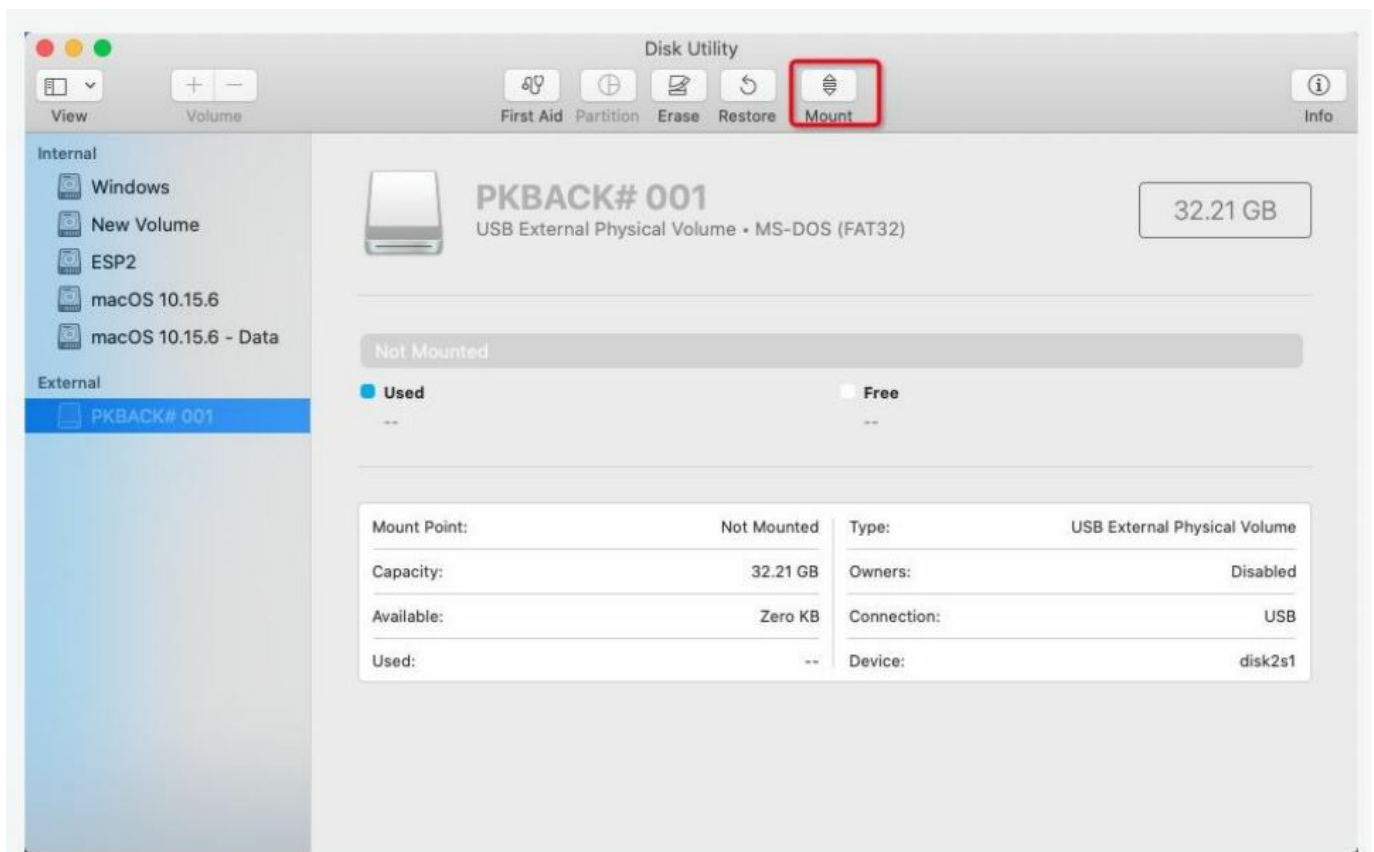 Disk Utility
View
Volume
First Aid
Partition
Erase
Restore
Mount
Info
Internal
Windows
New Volume
ESP2
macOS 10.15.6
macOS 10.15.6 - Data
External
PKBACK# 001
PKBACK# 001
USB External Physical Volume • MS-DOS (FAT32)
32.21 GB
Not Mounted
Used
--
Free
--
Mount Point: Not Mounted
Capacity: 32.21 GB
Available: Zero KB
Used: --
Type: USB External Physical Volume
Owners: Disabled
Connection: USB
Device: disk2s1